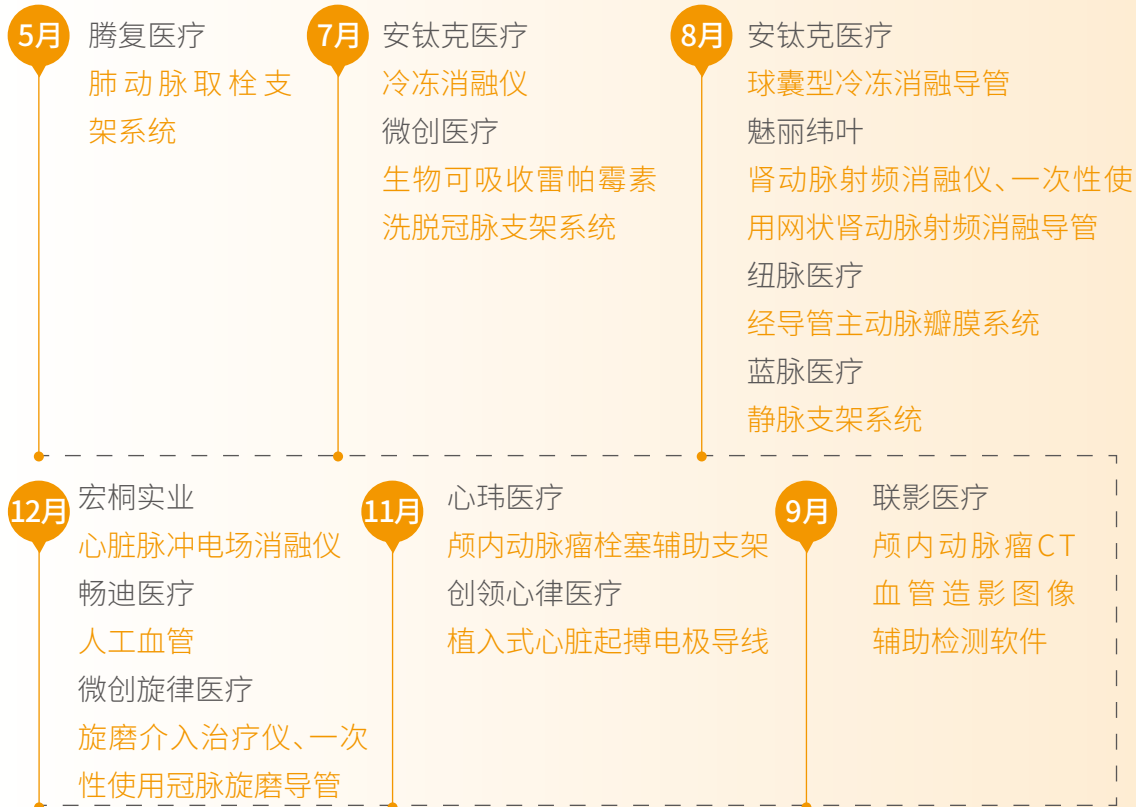 5月
腾复医疗
肺动脉取栓支
架系统
7月
安钛克医疗
冷冻消融仪
微创医疗
生物可吸收雷帕霉素
洗脱冠脉支架系统
8月
安钛克医疗
球囊型冷冻消融导管
魅丽纬叶
肾动脉射频消融仪、一次性使
用网状肾动脉射频消融导管
纽脉医疗
经导管主动脉瓣膜系统
蓝脉医疗
静脉支架系统
9月
联影医疗
颅内动脉瘤CT
血管造影图像
辅助检测软件
11月
心玮医疗
颅内动脉瘤栓塞辅助支架
创领心律医疗
植入式心脏起搏电极导线
12月
宏桐实业
心脏脉冲电场消融仪
畅迪医疗
人工血管
微创旋律医疗
旋磨介入治疗仪、一次
性使用冠脉旋磨导管